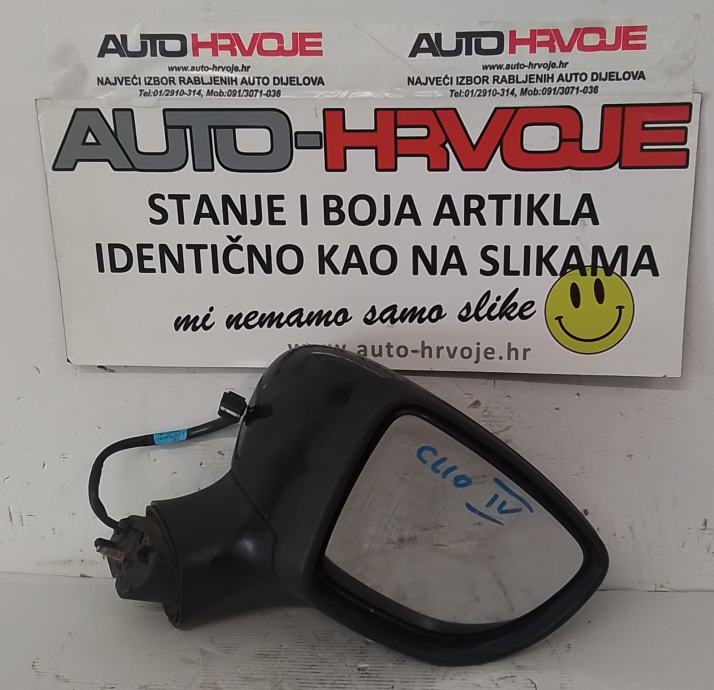 AUTO HRVOJE
www.auto-hrvoje.hr
NAJVEĆI IZBOR RABLJENIH AUTO DIJELOVA
Tel:01/2910-314, Mob:091/3071-036
AUTO HRVOJE
www.auto-hrvoje.hr
NAJVEĆI IZBOR RABLJENIH AUTO DIJELOVA
Tel:01/2910-314, Mob:091/3071-036
AUTO-HRVOJE
STANJE I BOJA ARTIKLA
IDENTIČNO KAO NA SLIKAMA
mi nemamo samo slike
www.auto-hrvoje.hr
CLIO IV